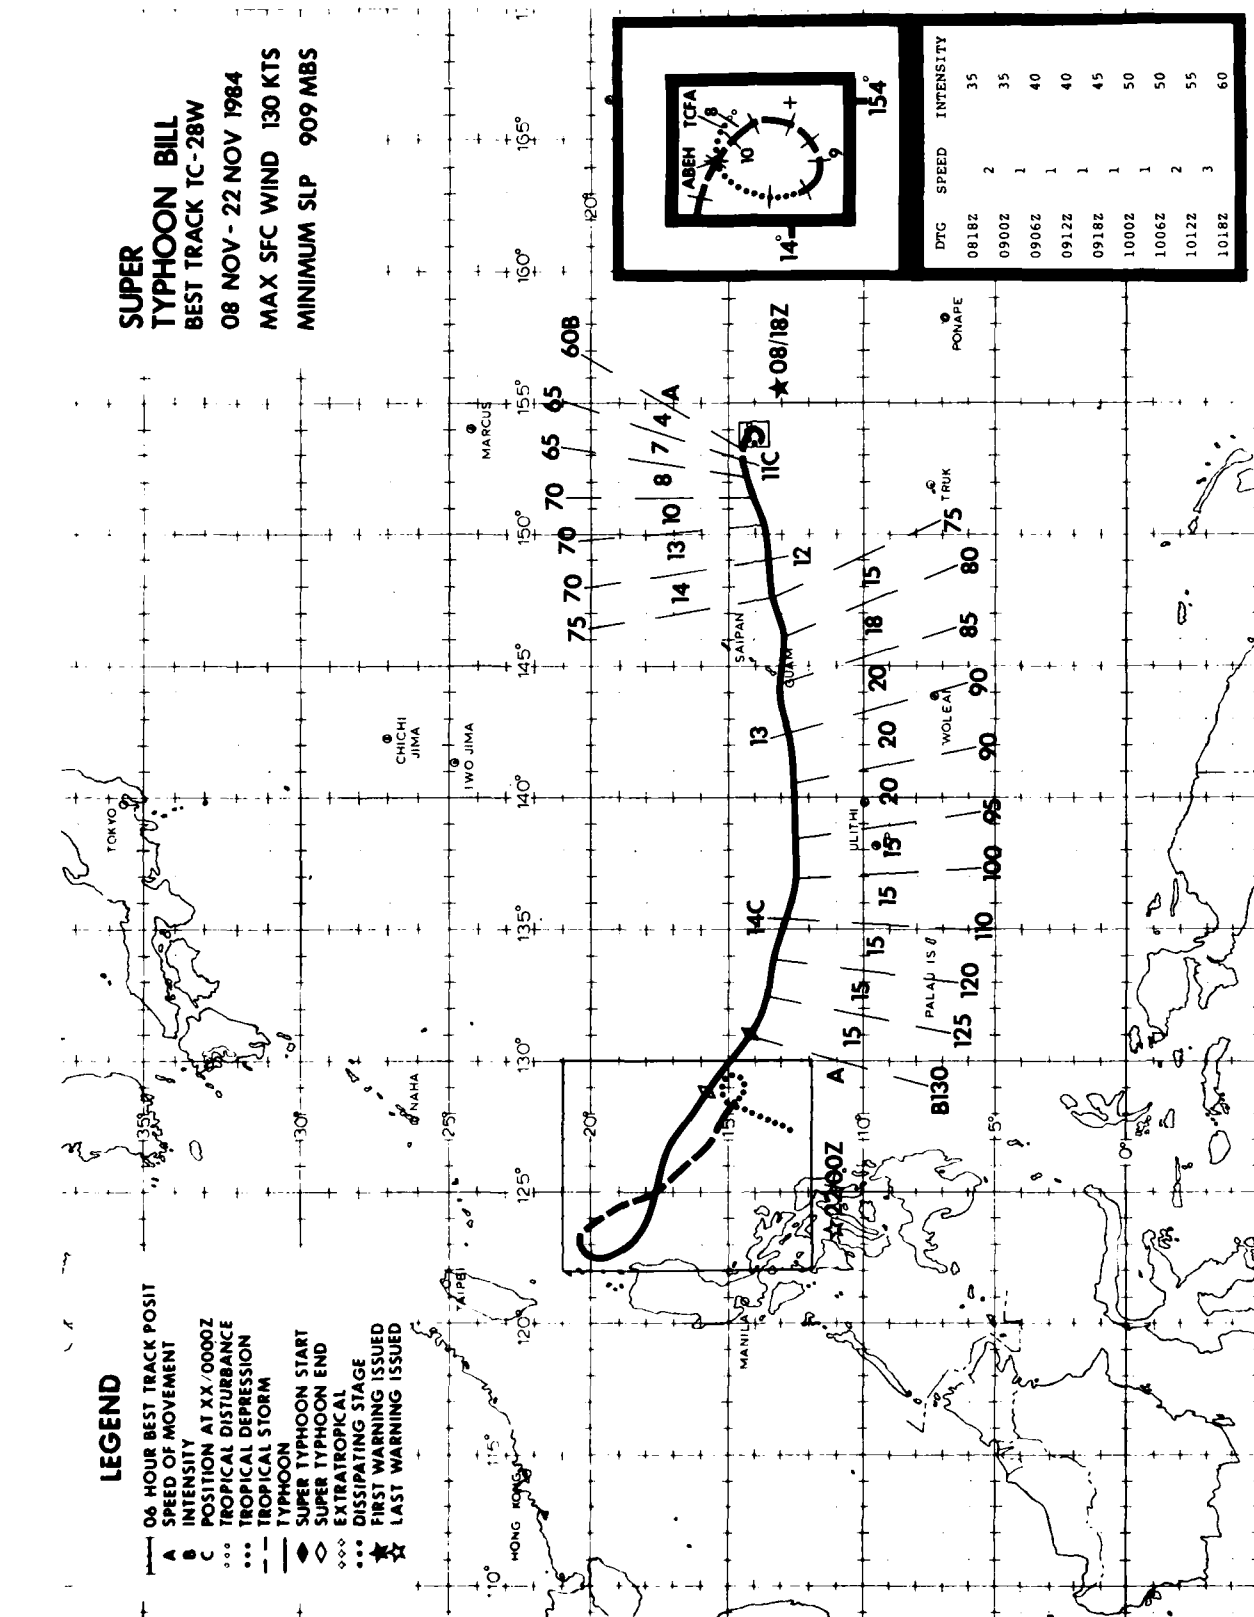 SUPER
TYPHOON BILL
BEST TRACK TC-28W
08 NOV-22 NOV 1984
MAX SFC WIND 130 KTS
MINIMUM SLP 909 MBS
LEGEND
06 HOUR BEST TRACK POSIT
A SPEED OF MOVEMENT
B INTENSITY
C POSITION AT XX/0000Z
TROPICAL DISTURBANCE
TROPICAL DEPRESSION
TROPICAL STORM
TYPHOON
SUPER TYPHOON START
SUPER TYPHOON END
EXTRATROPICAL
DISSIPATING STAGE
FIRST WARNING ISSUED
LAST WARNING ISSUED
DTG SPEED INTENSITY
0818Z 35
0900Z 2 35
0906Z 1 40
0912Z 1 40
0918Z 1 45
1000Z 1 50
1006Z 1 50
1012Z 2 55
1018Z 3 60
ABEH TCFA
8
10
9
14°
154°
TOKYO
CHICHI
JIMA
IWO JIMA
MARCUS
NAHA
TAIPEI
HONG KONG
MANILA
SAIPAN
GUAM
ULITHI
WOLEAI
PALAU IS
TRUK
PONAPE
115°
120°
125°
130°
135°
140°
145°
150°
155°
160°
165°
35°
30°
25°
20°
20°
15°
10°
5°
0°
★08/18Z
☆22/00Z
60B
65
65
70
70
70
75
A
4
7
8
10
13
14
11C
12
13
14C
15
18
20
20
20
15
15
15
15
15
A
75
80
85
90
90
95
100
110
120
125
B130